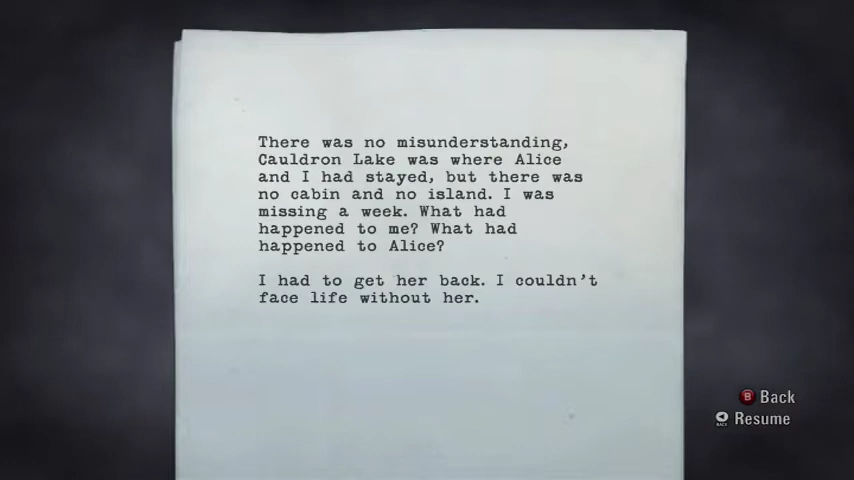 There was no misunderstanding,
Cauldron Lake was where Alice
and I had stayed, but there was
no cabin and no island. I was
missing a week. What had
happened to me? What had
happened to Alice?
I had to get her back. I couldn't
face life without her.
B Back
BACK Resume